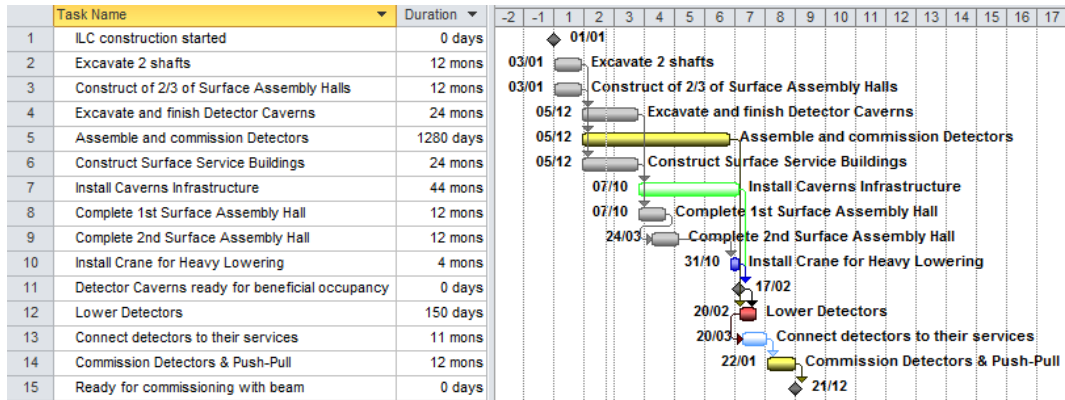 Task Name Duration -2 -1 1 2 3 4 5 6 7 8 9 10 11 12 13 14 15 16 17
1 ILC construction started 0 days 01/01
2 Excavate 2 shafts 12 mons 03/01 Excavate 2 shafts
3 Construct of 2/3 of Surface Assembly Halls 12 mons 03/01 Construct of 2/3 of Surface Assembly Halls
4 Excavate and finish Detector Caverns 24 mons 05/12 Excavate and finish Detector Caverns
5 Assemble and commission Detectors 1280 days 05/12 Assemble and commission Detectors
6 Construct Surface Service Buildings 24 mons 05/12 Construct Surface Service Buildings
7 Install Caverns Infrastructure 44 mons 07/10 Install Caverns Infrastructure
8 Complete 1st Surface Assembly Hall 12 mons 07/10 Complete 1st Surface Assembly Hall
9 Complete 2nd Surface Assembly Hall 12 mons 24/03 Complete 2nd Surface Assembly Hall
10 Install Crane for Heavy Lowering 4 mons 31/10 Install Crane for Heavy Lowering
11 Detector Caverns ready for beneficial occupancy 0 days 17/02
12 Lower Detectors 150 days 20/02 Lower Detectors
13 Connect detectors to their services 11 mons 20/03 Connect detectors to their services
14 Commission Detectors & Push-Pull 12 mons 22/01 Commission Detectors & Push-Pull
15 Ready for commissioning with beam 0 days 21/12